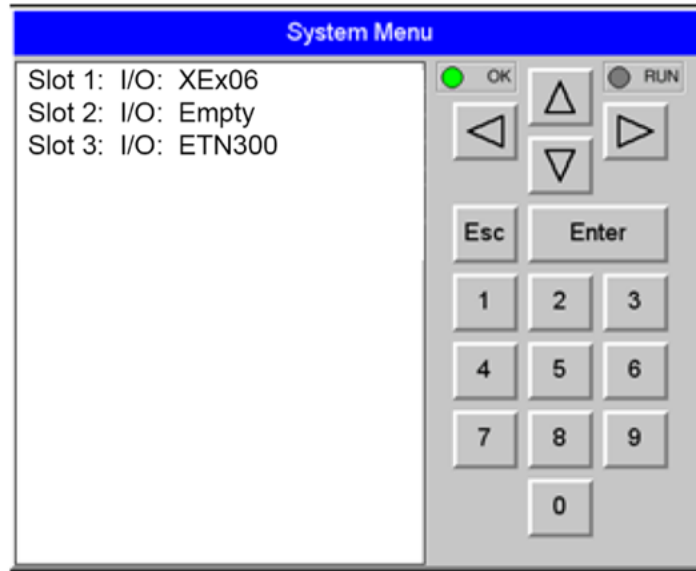 System Menu
Slot 1: I/O: XEx06
Slot 2: I/O: Empty
Slot 3: I/O: ETN300
OK
RUN
Esc
Enter
1 2 3
4 5 6
7 8 9
0